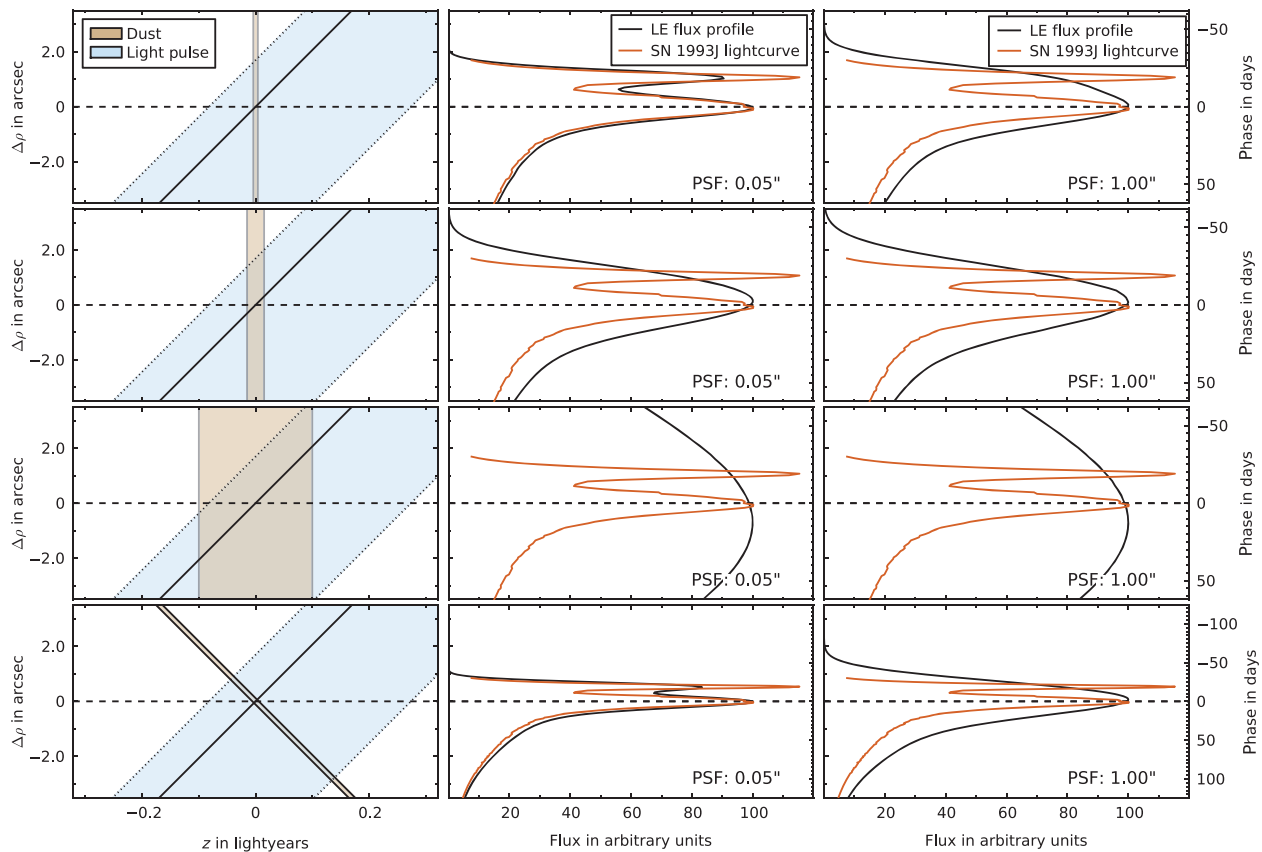 Dust
Light pulse
LE flux profile
SN 1993J lightcurve
LE flux profile
SN 1993J lightcurve
Δρ in arcsec
2.0
0
−2.0
PSF: 0.05"
PSF: 1.00"
−50
0
50
Phase in days
Δρ in arcsec
2.0
0
−2.0
PSF: 0.05"
PSF: 1.00"
−50
0
50
Phase in days
Δρ in arcsec
2.0
0
−2.0
PSF: 0.05"
PSF: 1.00"
−50
0
50
Phase in days
Δρ in arcsec
2.0
0
−2.0
PSF: 0.05"
PSF: 1.00"
−100
−50
0
50
100
Phase in days
−0.2 0 0.2
20 40 60 80 100
20 40 60 80 100
z in lightyears
Flux in arbitrary units
Flux in arbitrary units